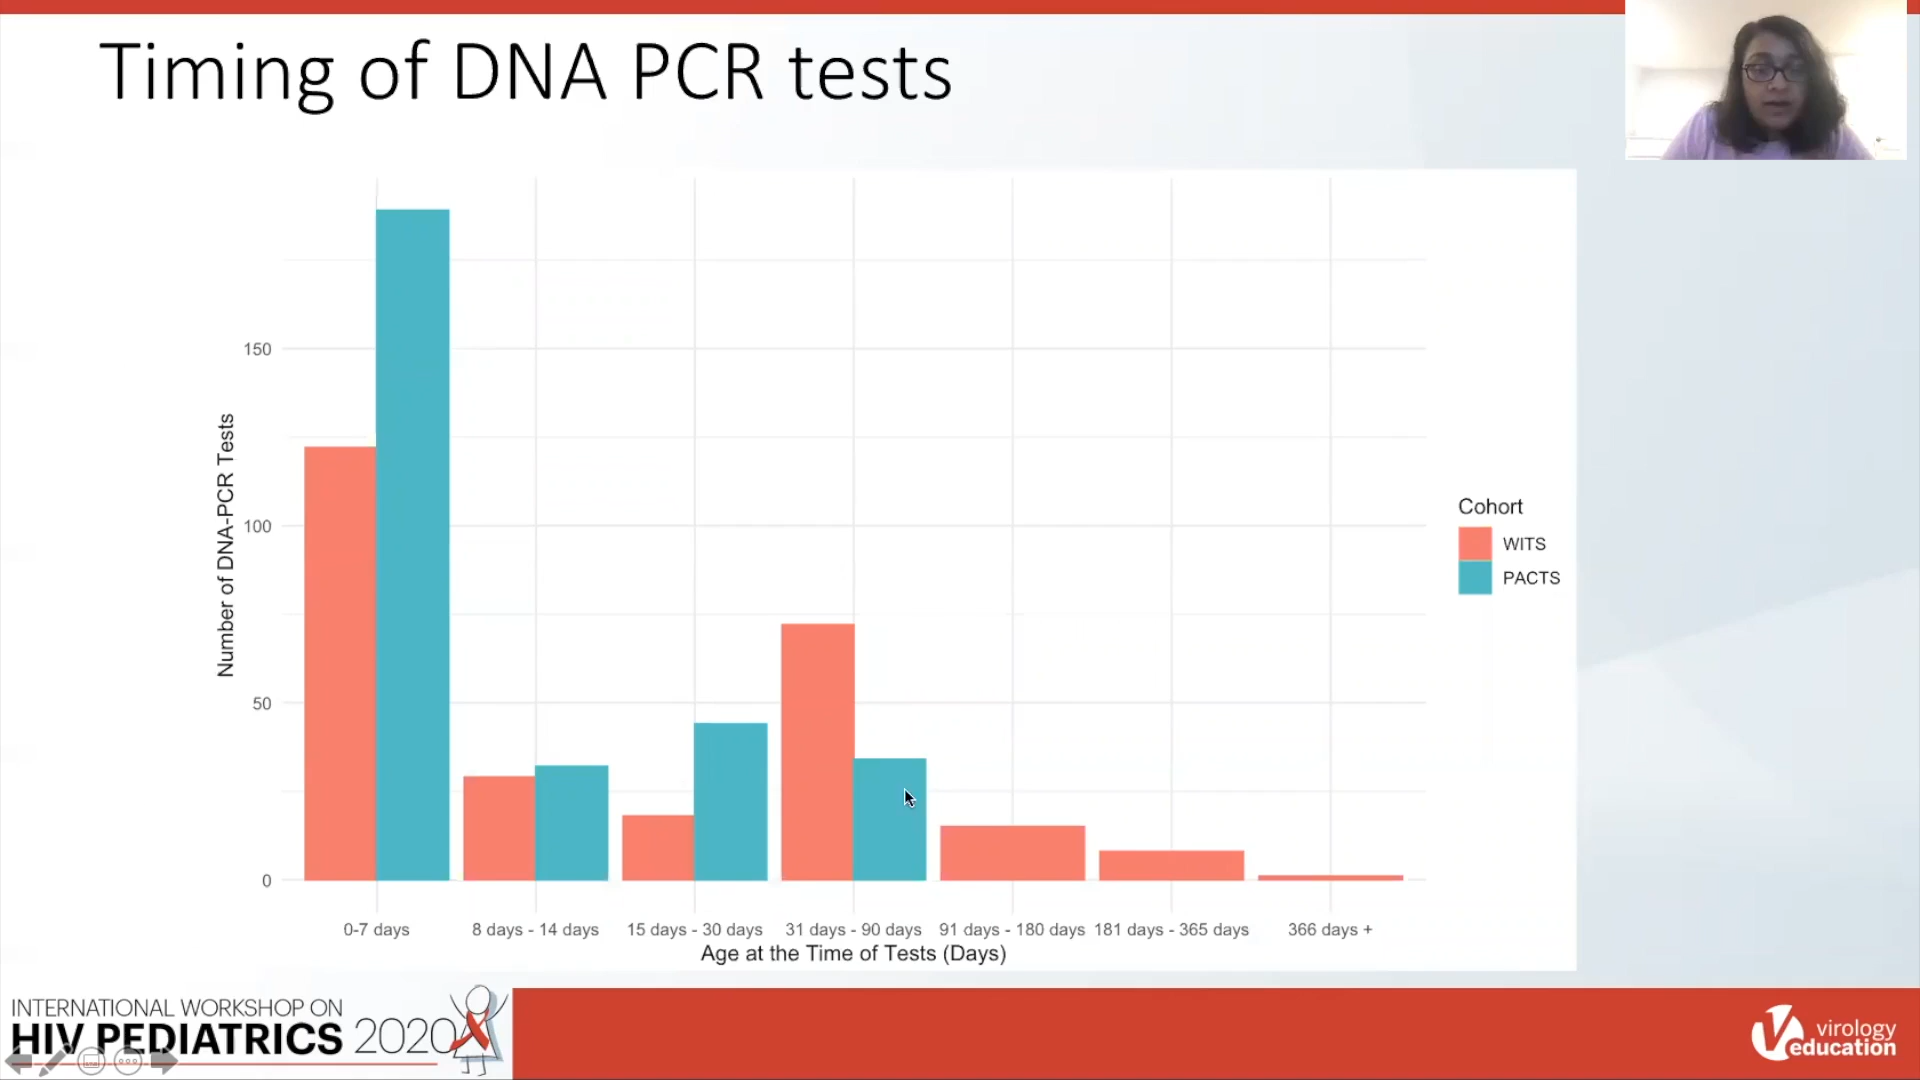 Timing of DNA PCR tests
150
100
50
0
Number of DNA-PCR Tests
0-7 days
8 days - 14 days
15 days - 30 days
31 days - 90 days
91 days - 180 days
181 days - 365 days
366 days +
Age at the Time of Tests (Days)
Cohort
WITS
PACTS
INTERNATIONAL WORKSHOP ON
HIV PEDIATRICS 2020
virology
education